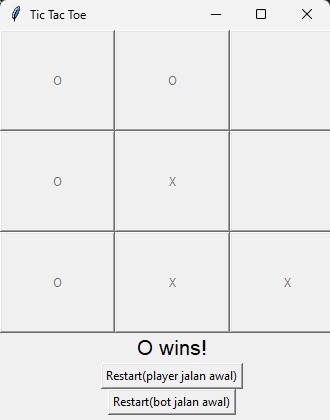 Tic Tac Toe
O O
O X
O X X
O wins!
Restart(player jalan awal)
Restart(bot jalan awal)